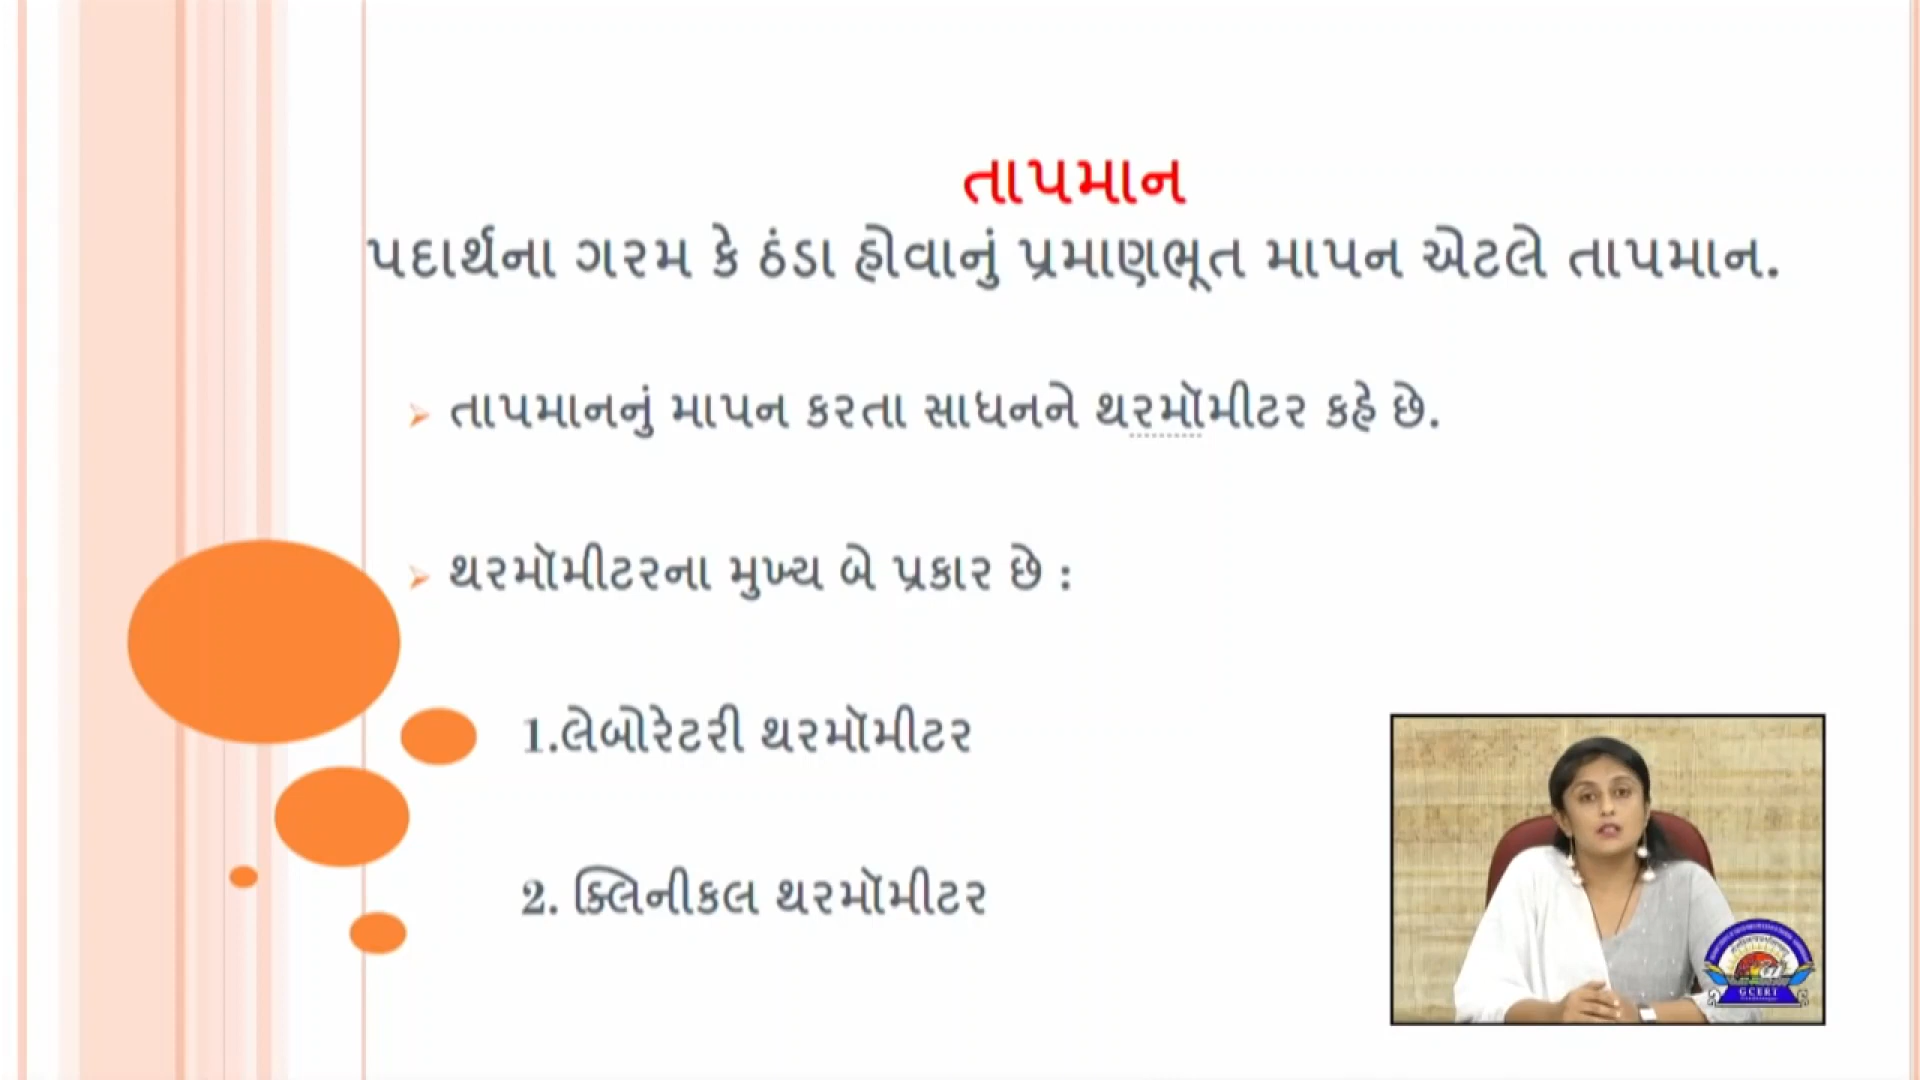 તાપમાન
પદાર્થના ગરમ કે ઠંડા હોવાનું પ્રમાણભૂત માપન એટલે તાપમાન.
➢ તાપમાનનું માપન કરતા સાધનને થરમૉમીટર કહે છે.
➢ થરમૉમીટરના મુખ્ય બે પ્રકાર છે :
1.લેબોરેટરી થરમૉમીટર
2. ક્લિનીકલ થરમૉમીટર
GCERT